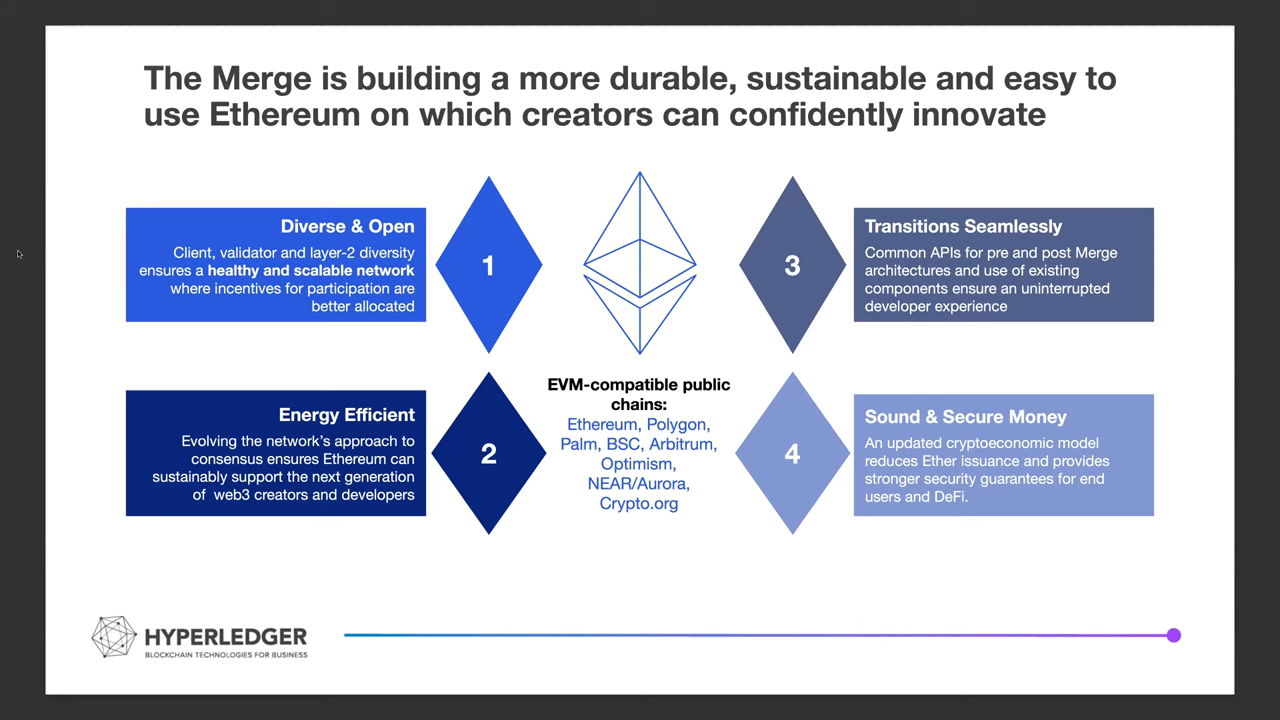 The Merge is building a more durable, sustainable and easy to
use Ethereum on which creators can confidently innovate
Diverse & Open
Client, validator and layer-2 diversity
ensures a healthy and scalable network
where incentives for participation are
better allocated
1
Energy Efficient
Evolving the network's approach to
consensus ensures Ethereum can
sustainably support the next generation
of web3 creators and developers
2
EVM-compatible public
chains:
Ethereum, Polygon,
Palm, BSC, Arbitrum,
Optimism,
NEAR/Aurora,
Crypto.org
3
Transitions Seamlessly
Common APIs for pre and post Merge
architectures and use of existing
components ensure an uninterrupted
developer experience
4
Sound & Secure Money
An updated cryptoeconomic model
reduces Ether issuance and provides
stronger security guarantees for end
users and DeFi.
HYPERLEDGER
BLOCKCHAIN TECHNOLOGIES FOR BUSINESS